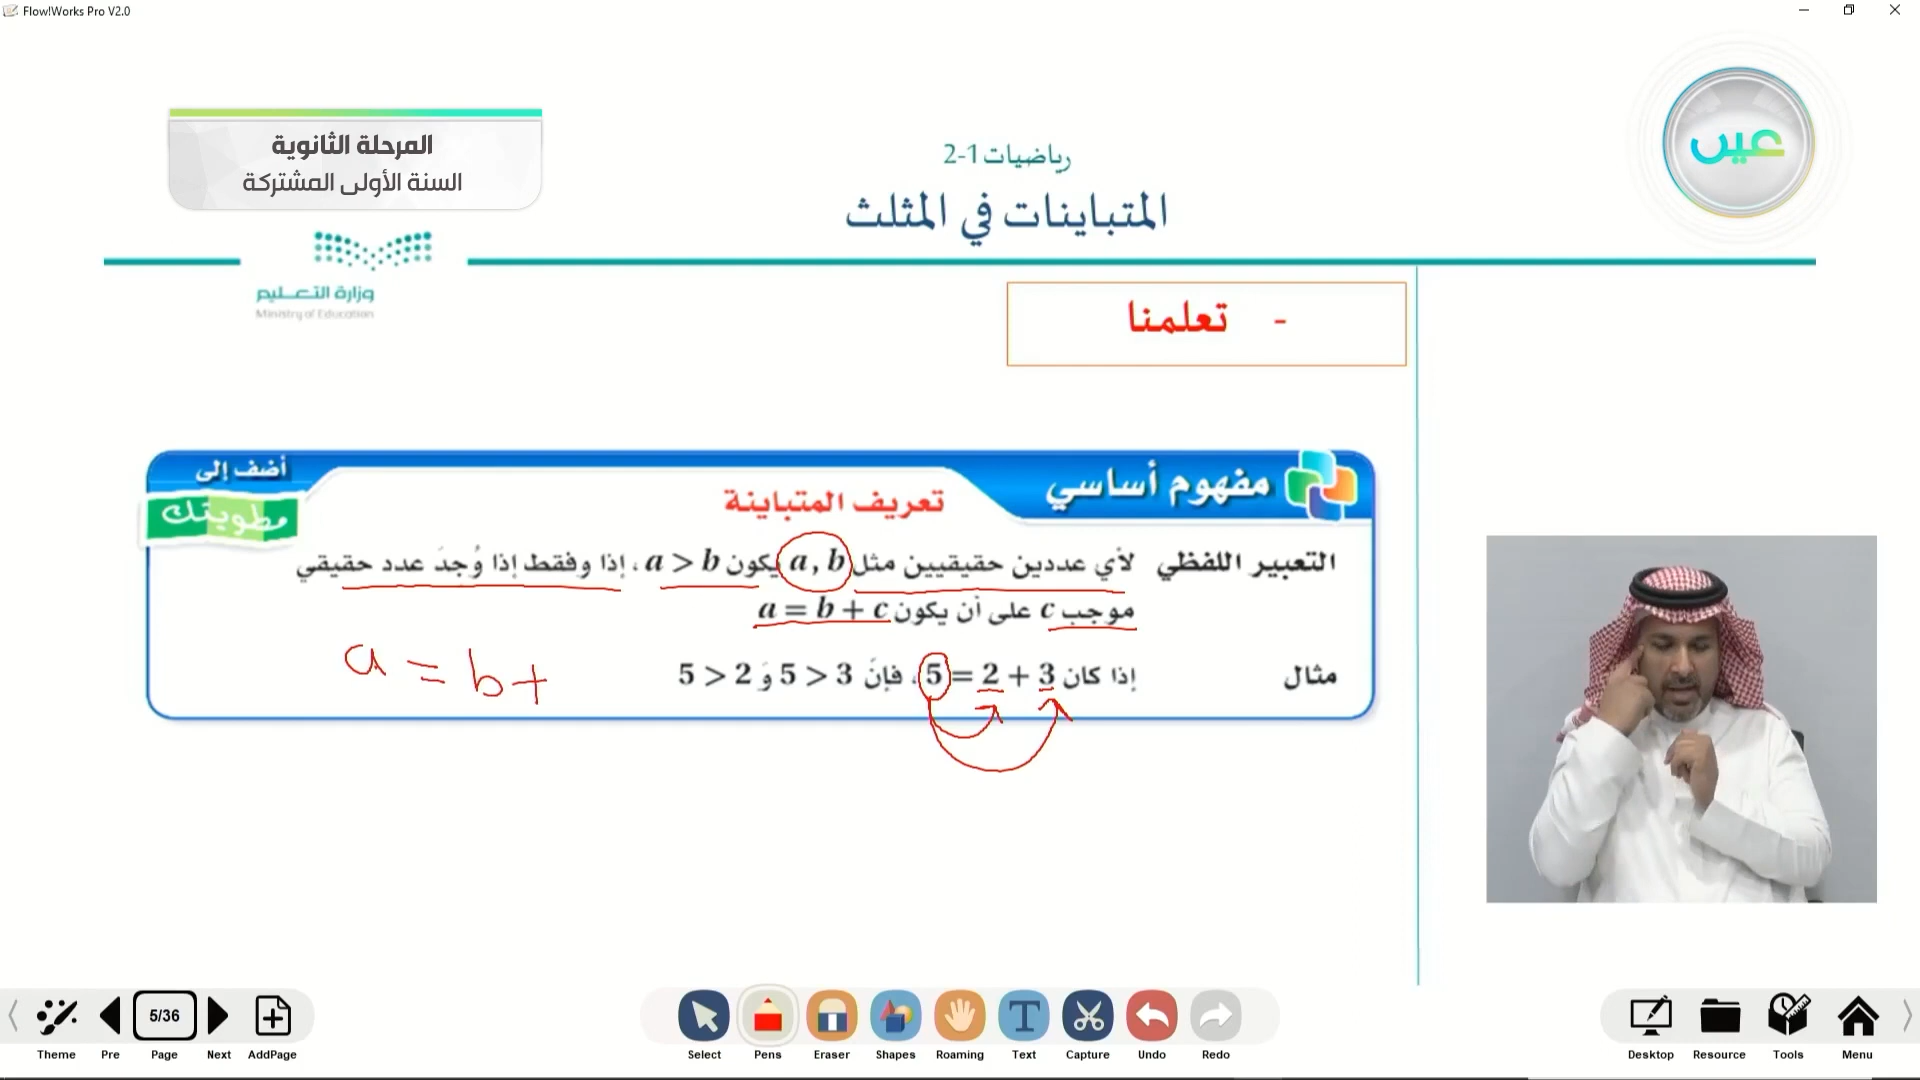 Flow!Works Pro V2.0
المرحلة الثانوية
السنة الأولى المشتركة
رياضيات 1-2
المتباينات في المثلث
عين
وزارة التعليم
Ministry of Education
- تعلمنا
مفهوم أساسي
أضف إلى
مطويتك
تعريف المتباينة
التعبير اللفظي لأي عددين حقيقيين مثل a , b يكون a > b ، إذا وفقط إذا وُجدَ عدد حقيقي
موجب c على أن يكون a = b + c
مثال إذا كان 5 = 2 + 3 ، فإنَ 5 > 3 وَ 5 > 2
a = b +
5/36
Theme Pre Page Next AddPage
Select Pens Eraser Shapes Roaming Text Capture Undo Redo
Desktop Resource Tools Menu